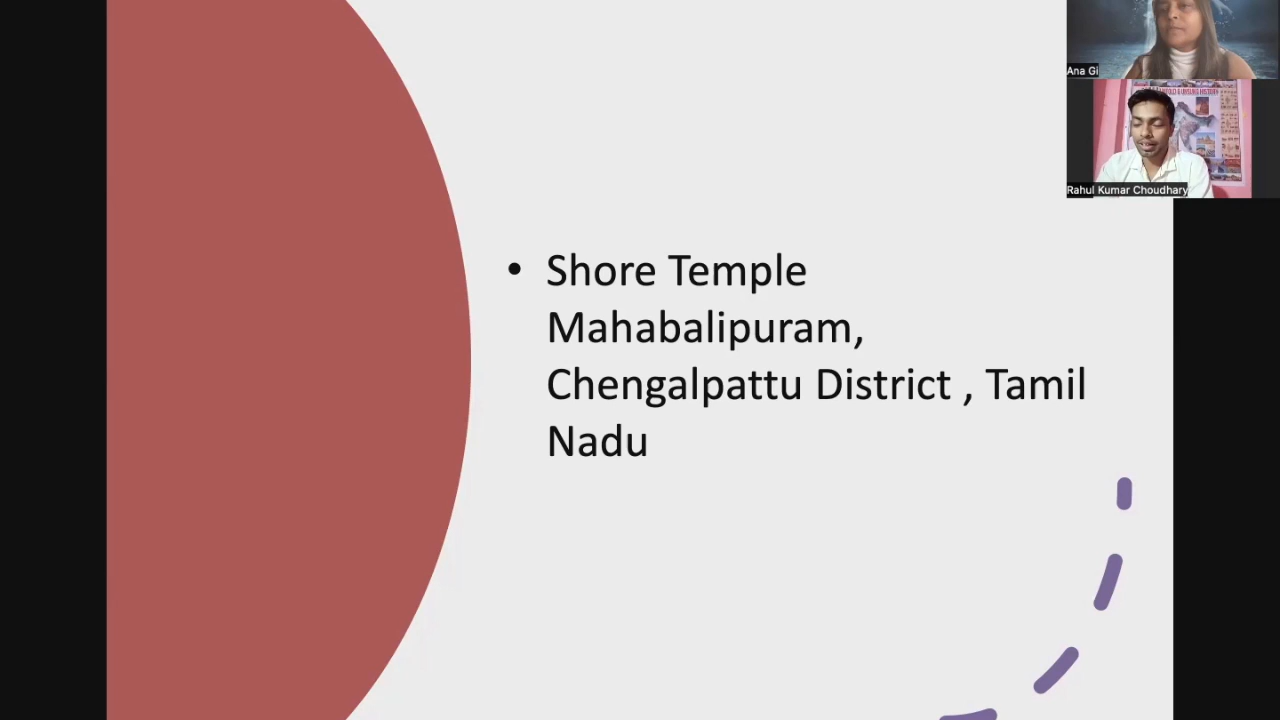 Ana Gi
Rahul Kumar Choudhary
• Shore Temple
Mahabalipuram,
Chengalpattu District , Tamil
Nadu